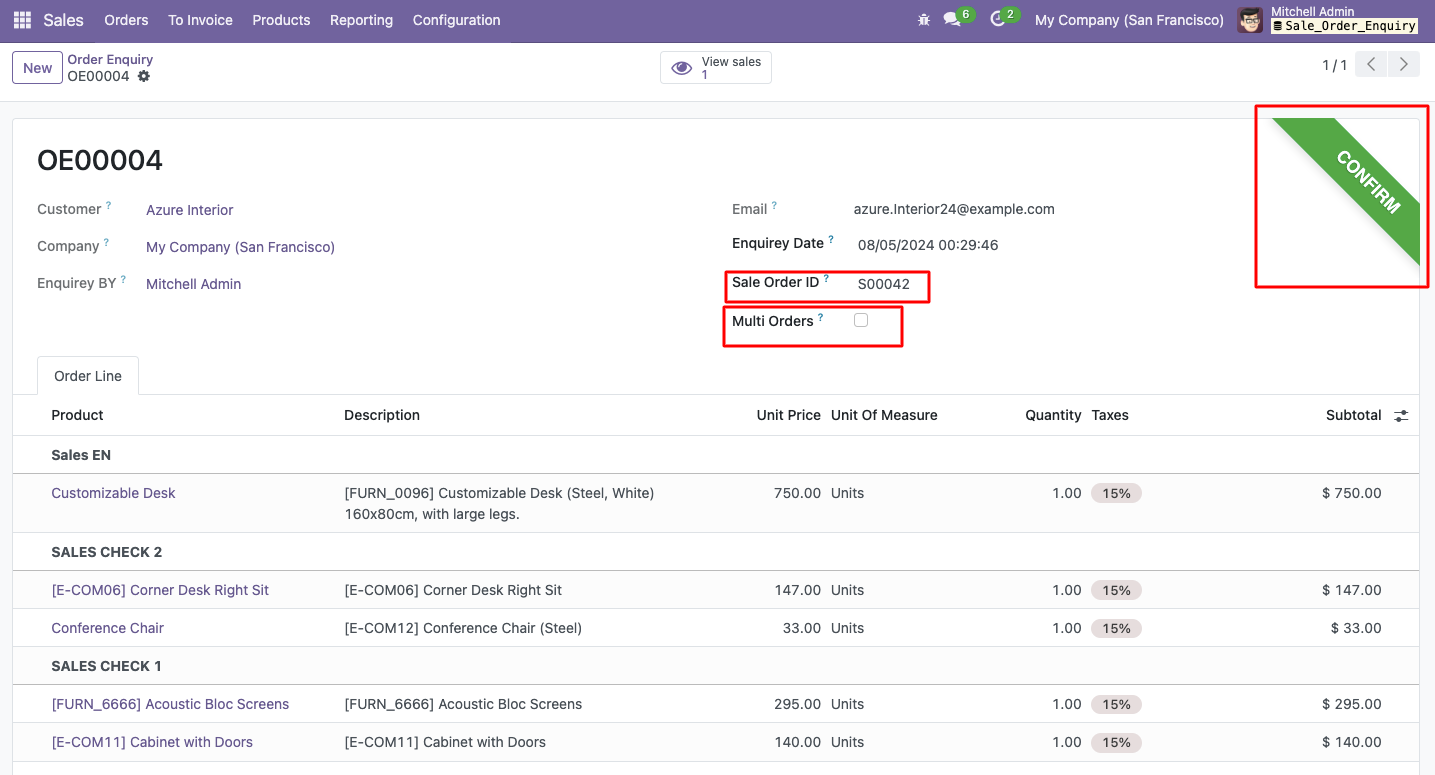 Sales Orders To Invoice Products Reporting Configuration 6 2 My Company (San Francisco) Mitchell Admin
Sale_Order_Enquiry
New Order Enquiry View sales
OE00004 1 1 / 1
CONFIRM
OE00004
Customer ? Azure Interior Email ? azure.Interior24@example.com
Company ? My Company (San Francisco) Enquirey Date ? 08/05/2024 00:29:46
Enquirey BY ? Mitchell Admin Sale Order ID ? S00042
Multi Orders ?
Order Line
Product Description Unit Price Unit Of Measure Quantity Taxes Subtotal
Sales EN
Customizable Desk [FURN_0096] Customizable Desk (Steel, White) 750.00 Units 1.00 15% $ 750.00
160x80cm, with large legs.
SALES CHECK 2
[E-COM06] Corner Desk Right Sit [E-COM06] Corner Desk Right Sit 147.00 Units 1.00 15% $ 147.00
Conference Chair [E-COM12] Conference Chair (Steel) 33.00 Units 1.00 15% $ 33.00
SALES CHECK 1
[FURN_6666] Acoustic Bloc Screens [FURN_6666] Acoustic Bloc Screens 295.00 Units 1.00 15% $ 295.00
[E-COM11] Cabinet with Doors [E-COM11] Cabinet with Doors 140.00 Units 1.00 15% $ 140.00